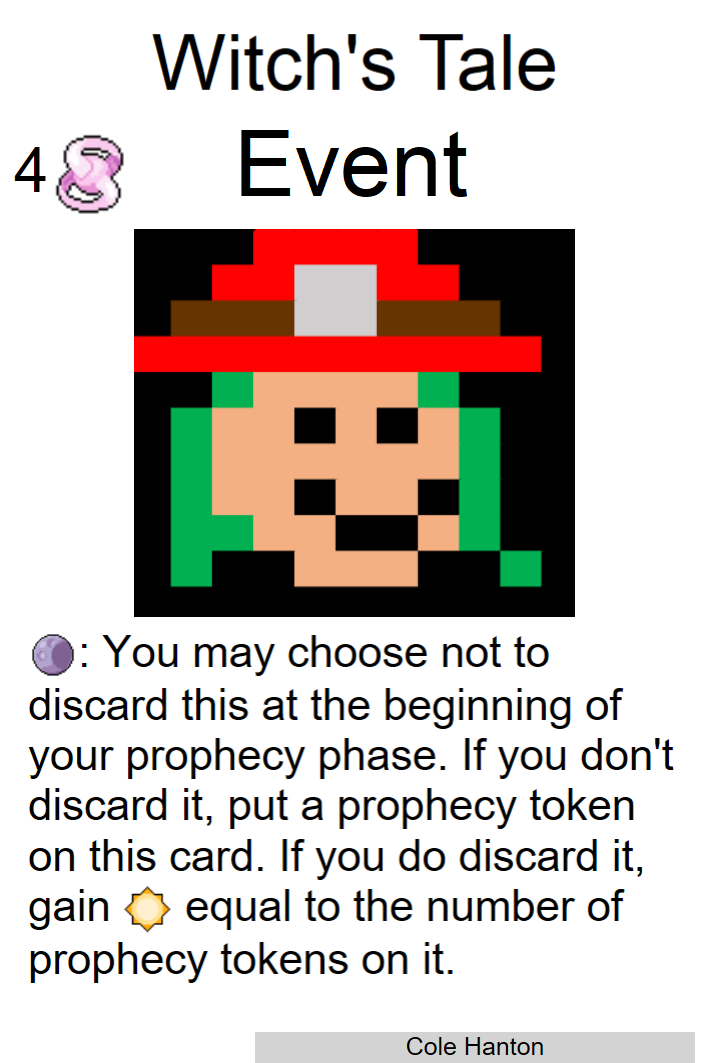 Witch's Tale
4
Event
: You may choose not to
discard this at the beginning of
your prophecy phase. If you don't
discard it, put a prophecy token
on this card. If you do discard it,
gain equal to the number of
prophecy tokens on it.
Cole Hanton